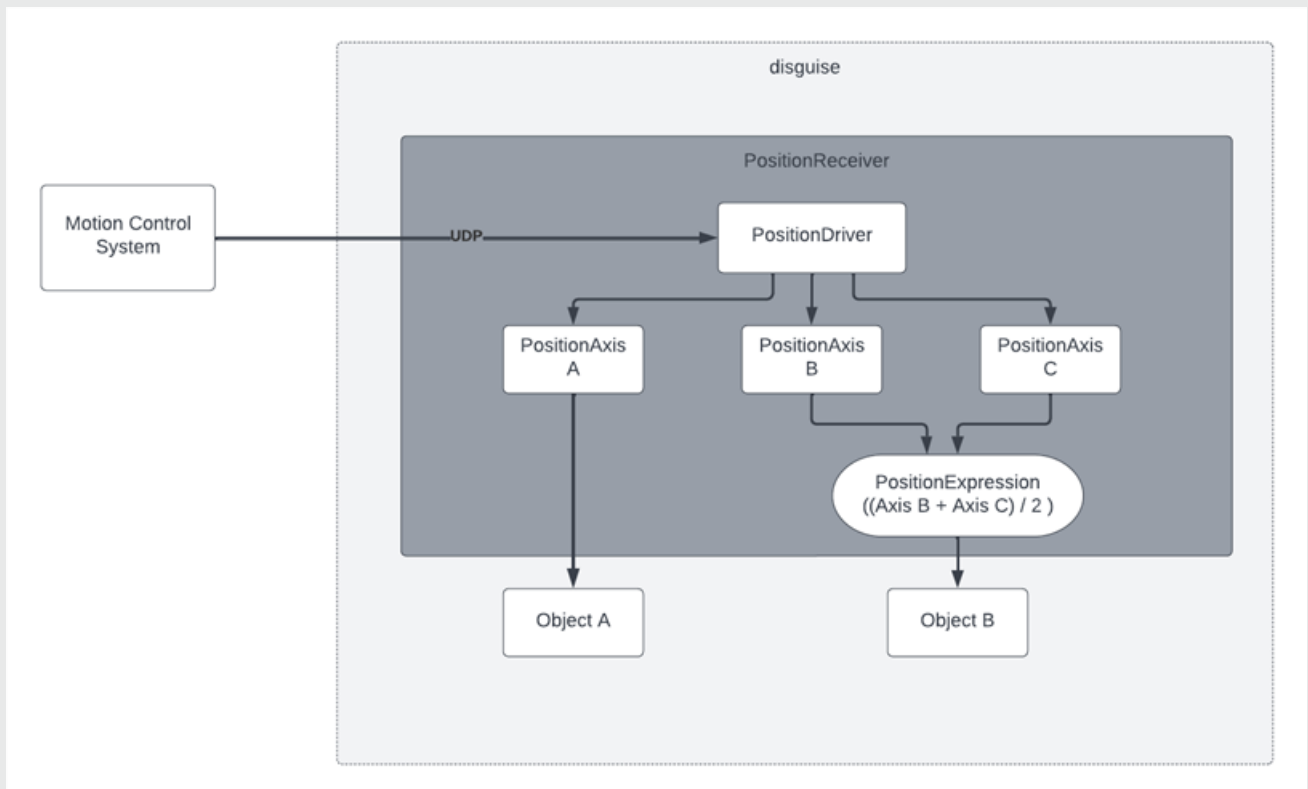 disguise
PositionReceiver
Motion Control
System
UDP
PositionDriver
PositionAxis
A
PositionAxis
B
PositionAxis
C
PositionExpression
((Axis B + Axis C) / 2 )
Object A
Object B